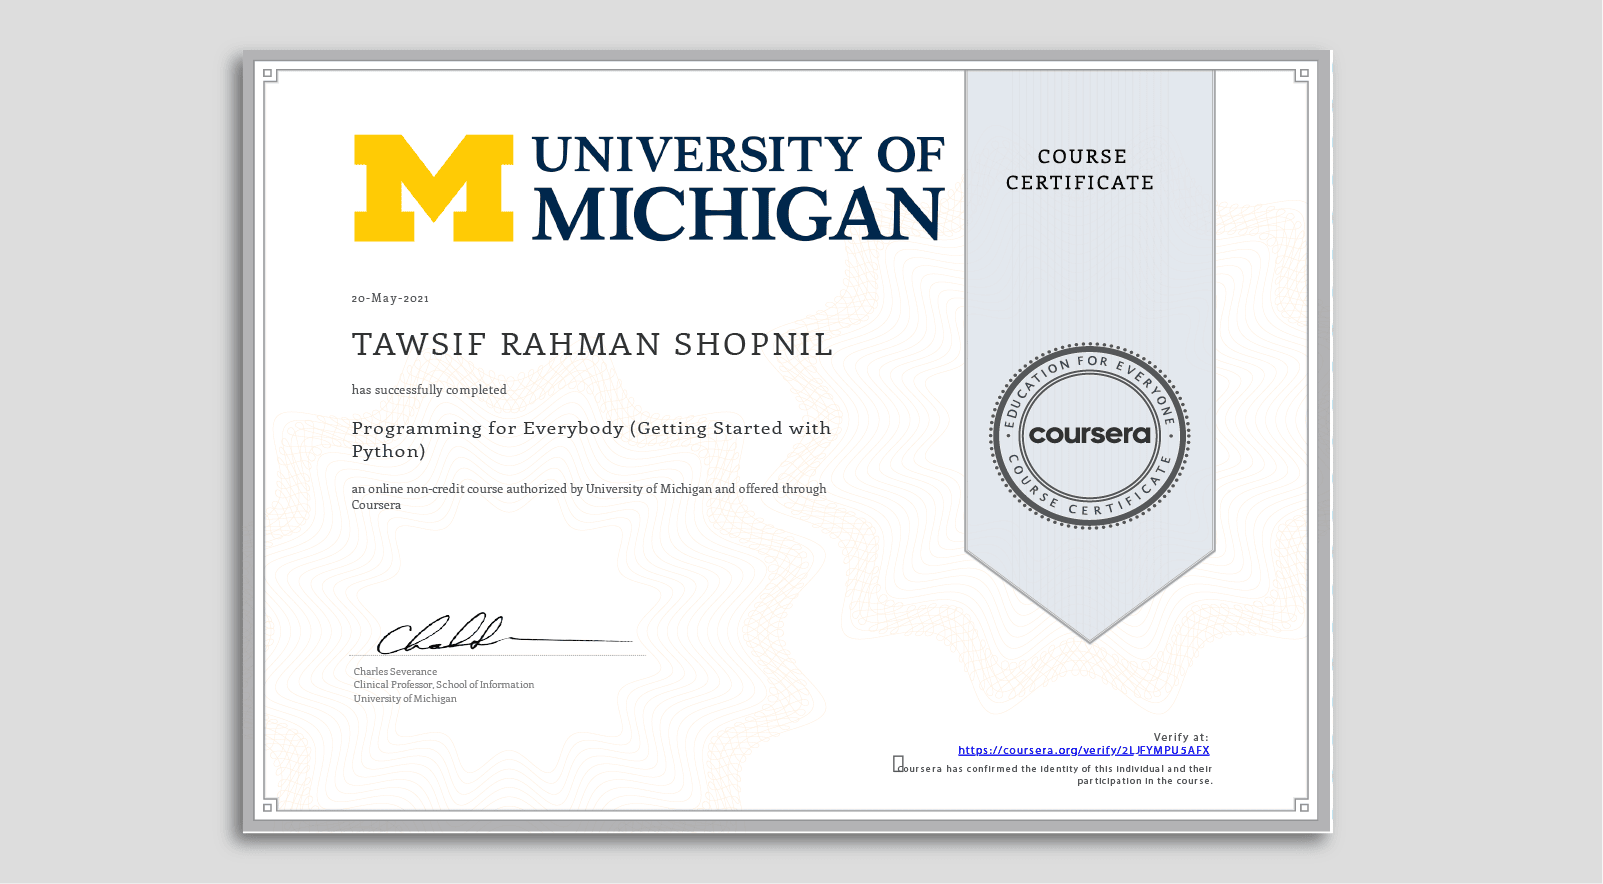 UNIVERSITY OF
MICHIGAN
COURSE
CERTIFICATE
20-May-2021
TAWSIF RAHMAN SHOPNIL
has successfully completed
Programming for Everybody (Getting Started with
Python)
an online non-credit course authorized by University of Michigan and offered through
Coursera
EDUCATION FOR EVERYONE
coursera
COURSE CERTIFICATE
Charles Severance
Clinical Professor, School of Information
University of Michigan
Verify at:
https://coursera.org/verify/2LJFYMPU5AFX
Coursera has confirmed the identity of this individual and their
participation in the course.